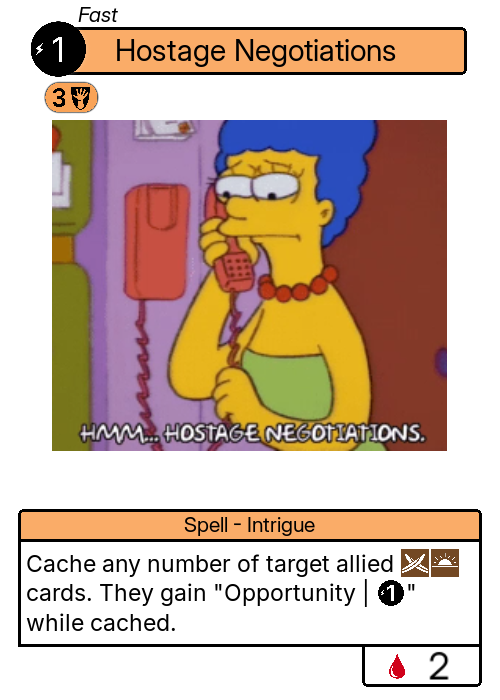 Fast
1 Hostage Negotiations
3
HMM... HOSTAGE NEGOTIATIONS.
Spell - Intrigue
Cache any number of target allied
cards. They gain "Opportunity | 1"
while cached.
2